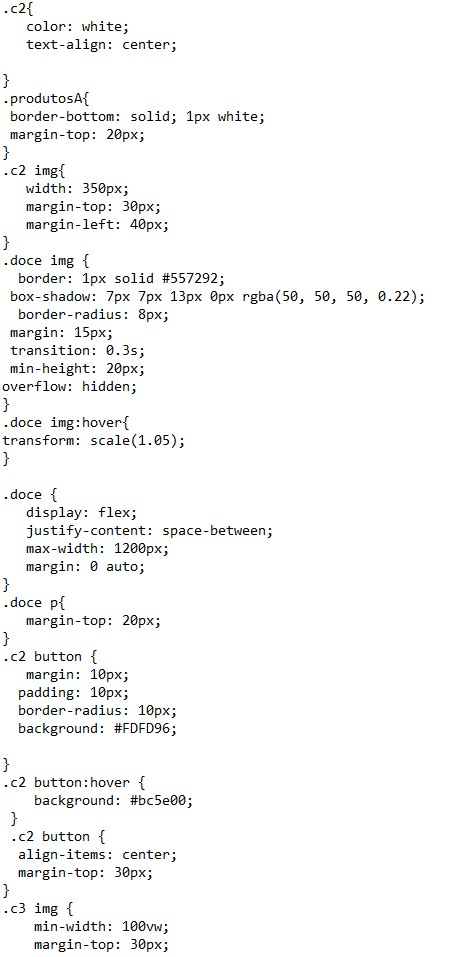 .c2{
   color: white;
   text-align: center;

}
.produtosA{
 border-bottom: solid; 1px white;
 margin-top: 20px;
}
.c2 img{
   width: 350px;
   margin-top: 30px;
   margin-left: 40px;
}
.doce img {
  border: 1px solid #557292;
 box-shadow: 7px 7px 13px 0px rgba(50, 50, 50, 0.22);
  border-radius: 8px;
 margin: 15px;
 transition: 0.3s;
 min-height: 20px;
overflow: hidden;
}
.doce img:hover{
transform: scale(1.05);
}

.doce {
   display: flex;
   justify-content: space-between;
   max-width: 1200px;
   margin: 0 auto;
}
.doce p{
   margin-top: 20px;
}
.c2 button {
   margin: 10px;
  padding: 10px;
  border-radius: 10px;
  background: #FDFD96;

}
.c2 button:hover {
    background: #bc5e00;
 }
 .c2 button {
  align-items: center;
  margin-top: 30px;
}
.c3 img {
    min-width: 100vw;
    margin-top: 30px;